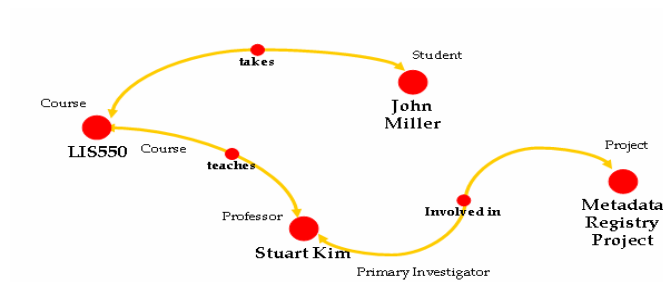 Student
takes
Course
John
Miller
LIS550
Course
teaches
Project
Metadata
Registry
Project
Professor
Involved in
Stuart Kim
Primary Investigator